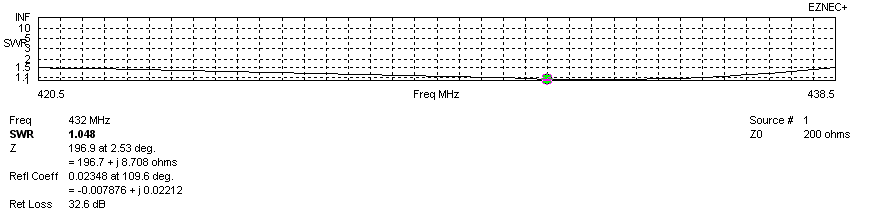 EZNEC+
INF
10
5
SWR
3
2
1.5
1.1
420.5 Freq MHz 438.5
Freq 432 MHz Source # 1
SWR 1.048 Z0 200 ohms
Z 196.9 at 2.53 deg.
= 196.7 + j 8.708 ohms
Refl Coeff 0.02348 at 109.6 deg.
= -0.007876 + j 0.02212
Ret Loss 32.6 dB